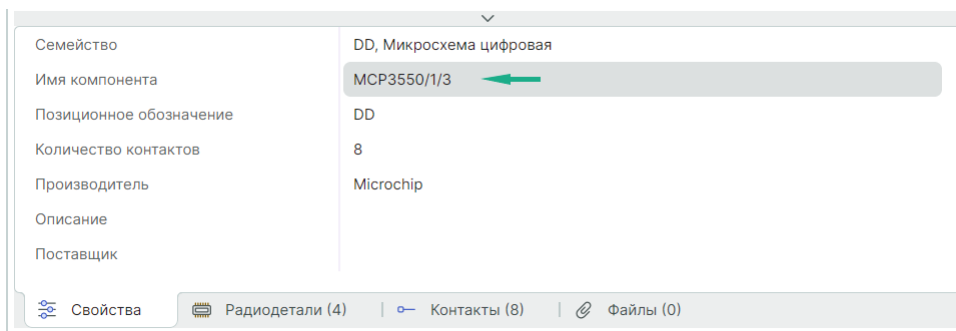 Семейство DD, Микросхема цифровая
Имя компонента MCP3550/1/3
Позиционное обозначение DD
Количество контактов 8
Производитель Microchip
Описание
Поставщик
Свойства Радиодетали (4) Контакты (8) Файлы (0)